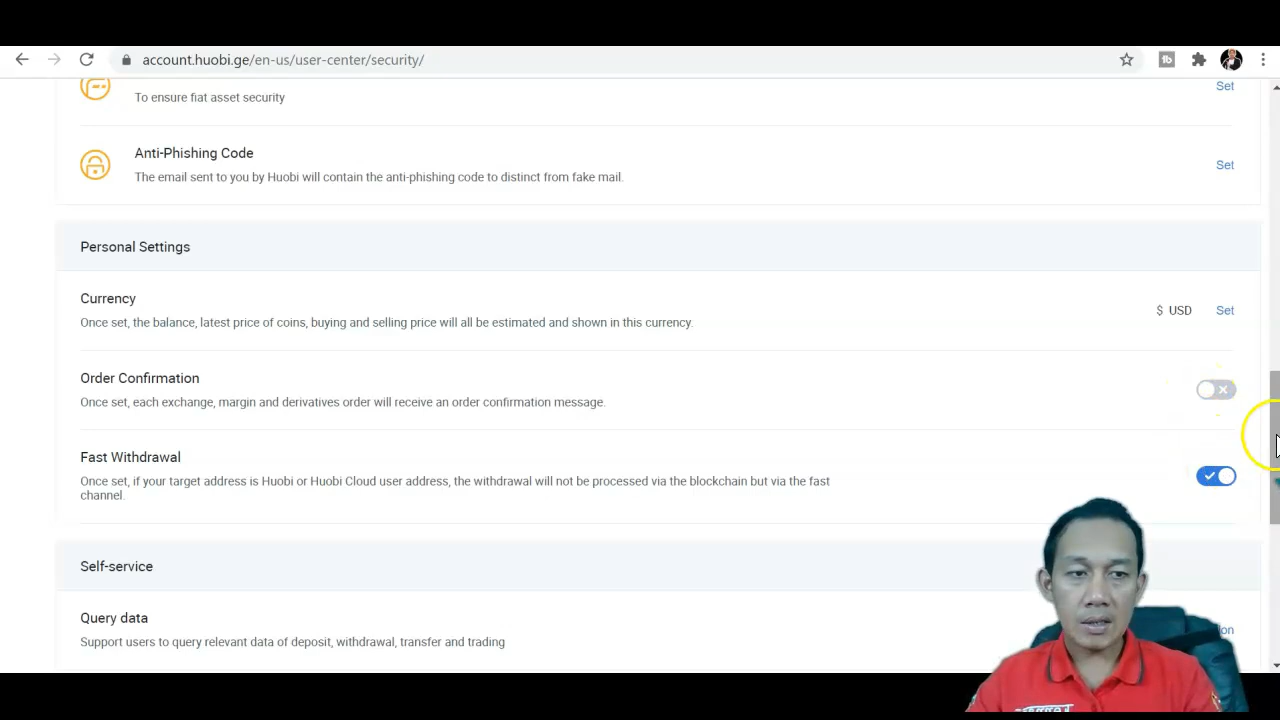 account.huobi.ge/en-us/user-center/security/
To ensure fiat asset security
Set
Anti-Phishing Code
The email sent to you by Huobi will contain the anti-phishing code to distinct from fake mail.
Set
Personal Settings
Currency
Once set, the balance, latest price of coins, buying and selling price will all be estimated and shown in this currency.
$ USD Set
Order Confirmation
Once set, each exchange, margin and derivatives order will receive an order confirmation message.
Fast Withdrawal
Once set, if your target address is Huobi or Huobi Cloud user address, the withdrawal will not be processed via the blockchain but via the fast
channel.
Self-service
Query data
Support users to query relevant data of deposit, withdrawal, transfer and trading